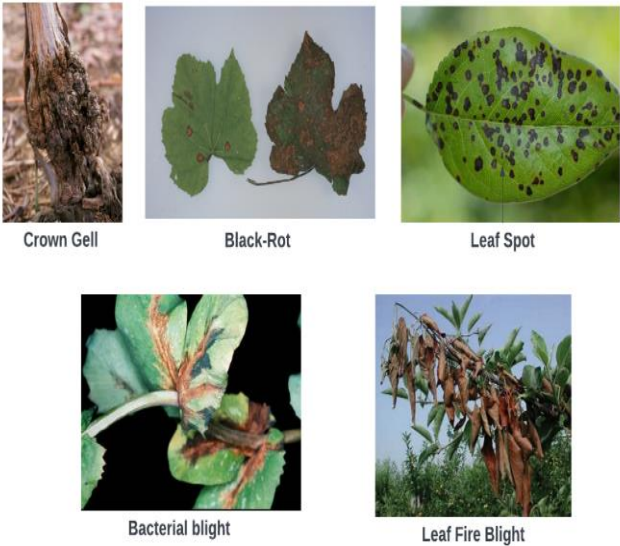 Crown Gell
Black-Rot
Leaf Spot
Bacterial blight
Leaf Fire Blight